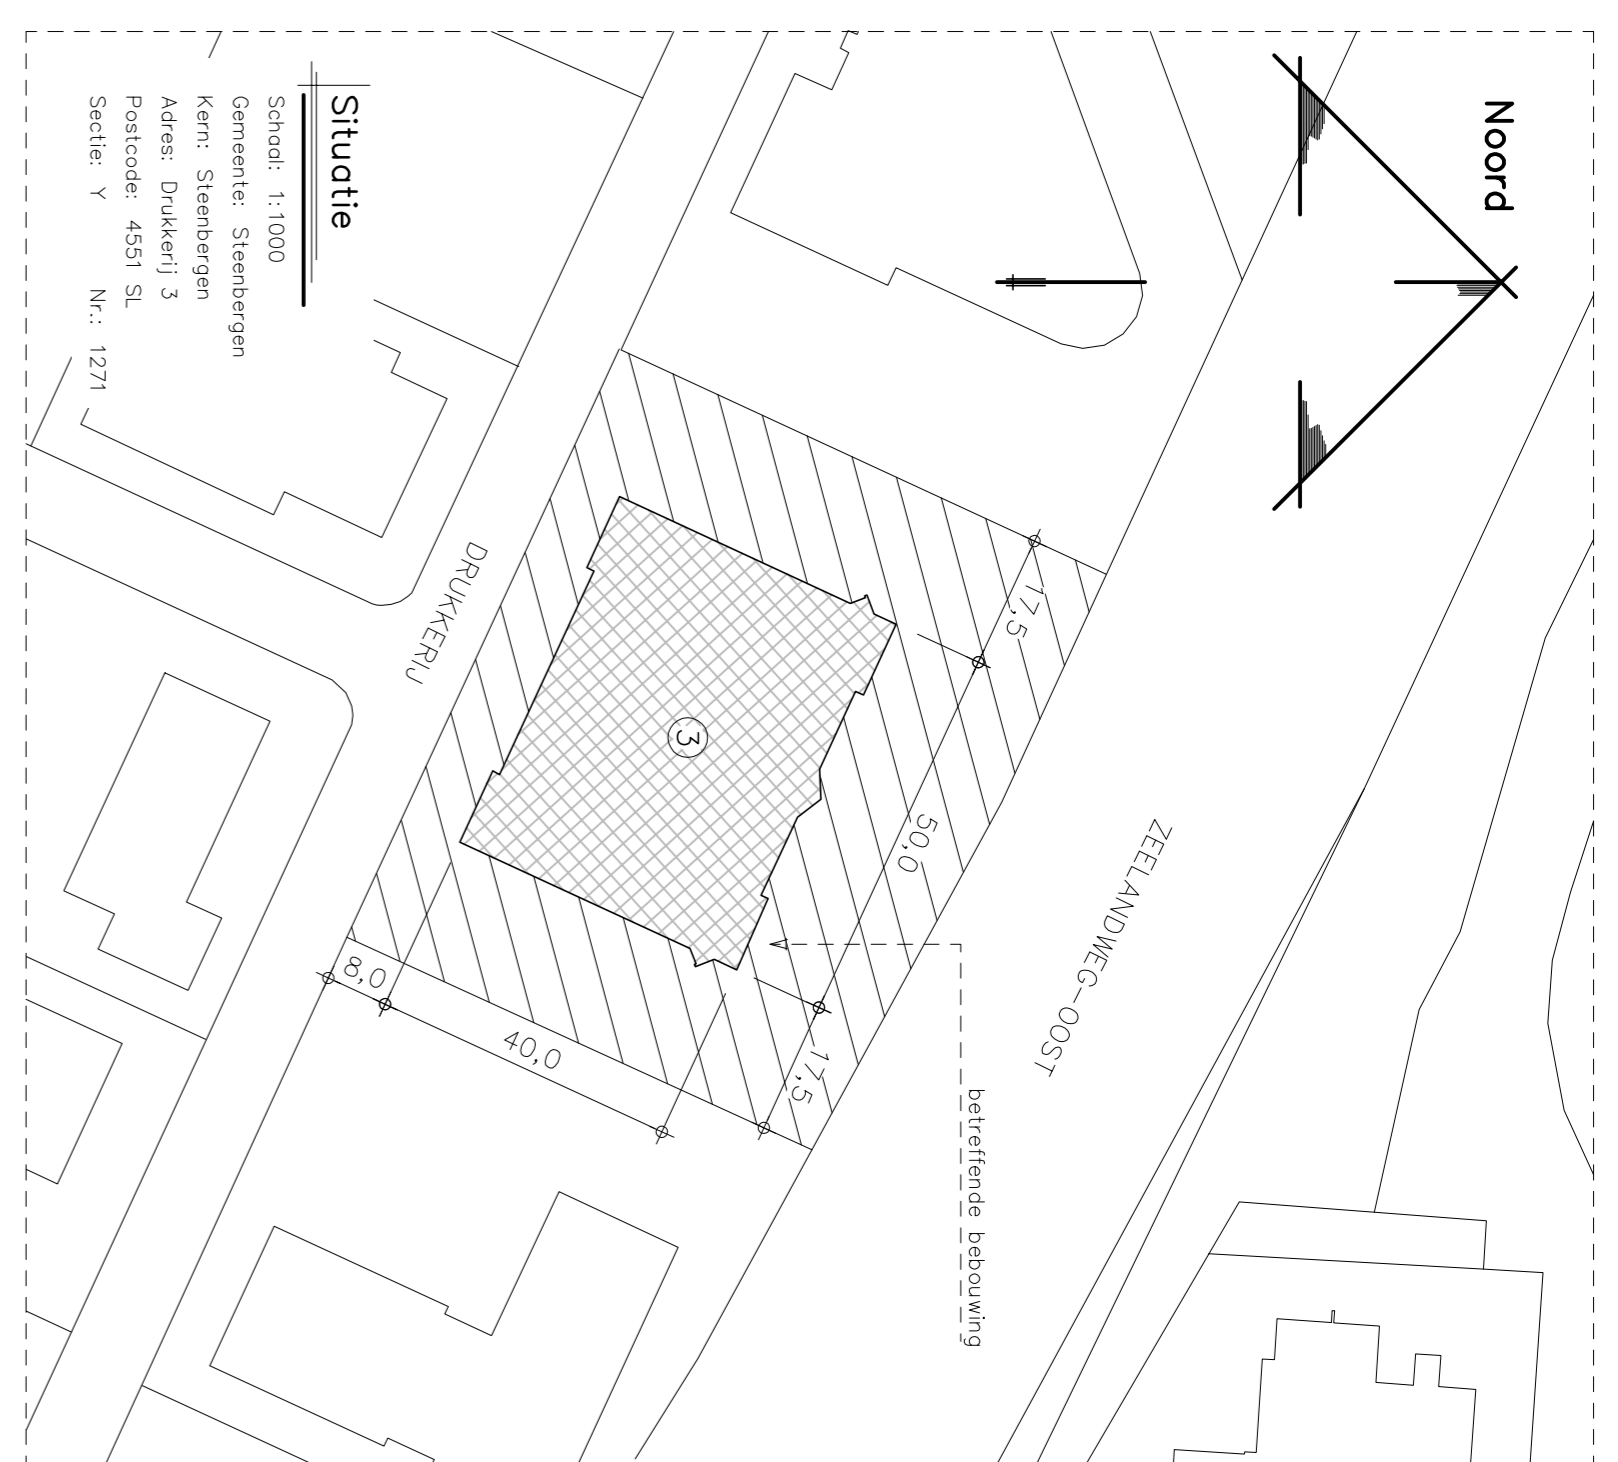 Noord
Situatie
Schaal: 1:1000
Gemeente: Steenbergen
Kern: Steenbergen
Adres: Drukkerij 3
Postcode: 4551 SL
Sectie: Y Nr.: 1271
DRUKKERIJ
ZEELANDWEG-OOST
17,5
50,0
17,5
3
8,0
40,0
betreffende bebouwing